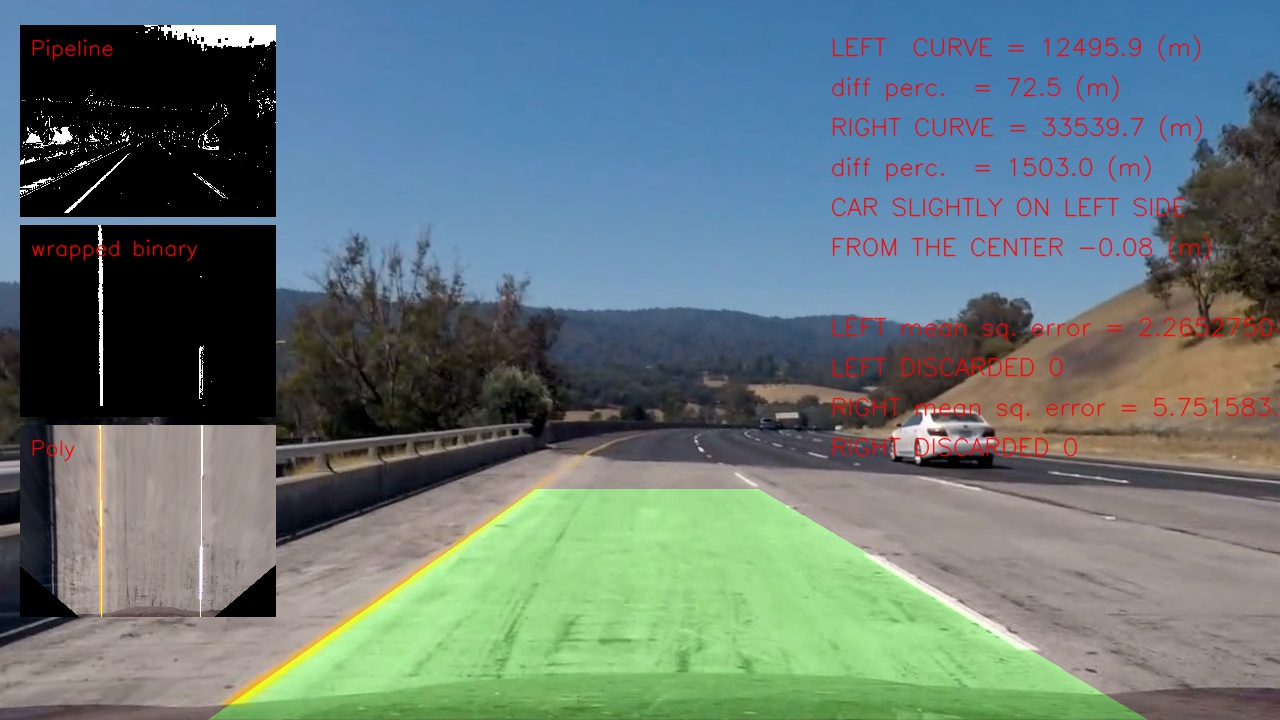 Pipeline
wrapped binary
Poly
LEFT CURVE = 12495.9 (m)
diff perc. = 72.5 (m)
RIGHT CURVE = 33539.7 (m)
diff perc. = 1503.0 (m)
CAR SLIGHTLY ON LEFT SIDE
FROM THE CENTER -0.08 (m)
LEFT mean sq. error = 2.2652750
LEFT DISCARDED 0
RIGHT mean sq. error = 5.751583
RIGHT DISCARDED 0